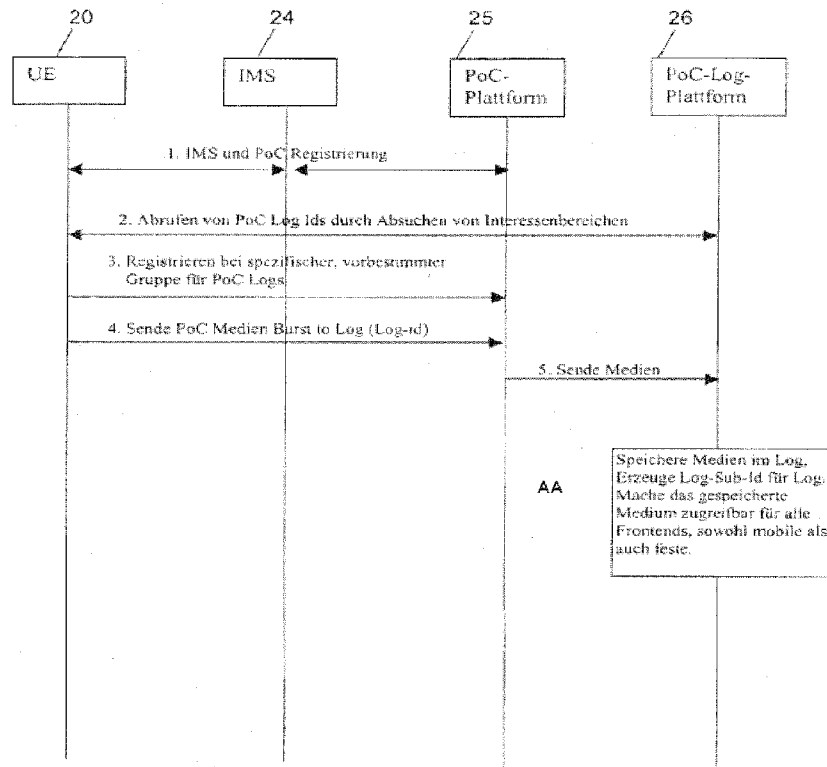 20
24
25
26
UE
IMS
PoC-
Plattform
PoC-Log-
Plattform
1. IMS und PoC Registrierung
2. Abrufen von PoC Log Ids durch Absuchen von Interessenbereichen
3. Registrieren bei spezifischer, vorbestimmter
Gruppe für PoC Logs
4. Sende PoC Medien Burst to Log (Log-id)
5. Sende Medien
AA
Speichere Medien im Log,
Erzeuge Log-Sub-Id für Log.
Mache das gespeicherte
Medium zugreifbar für alle
Frontends, sowohl mobile als
auch feste.